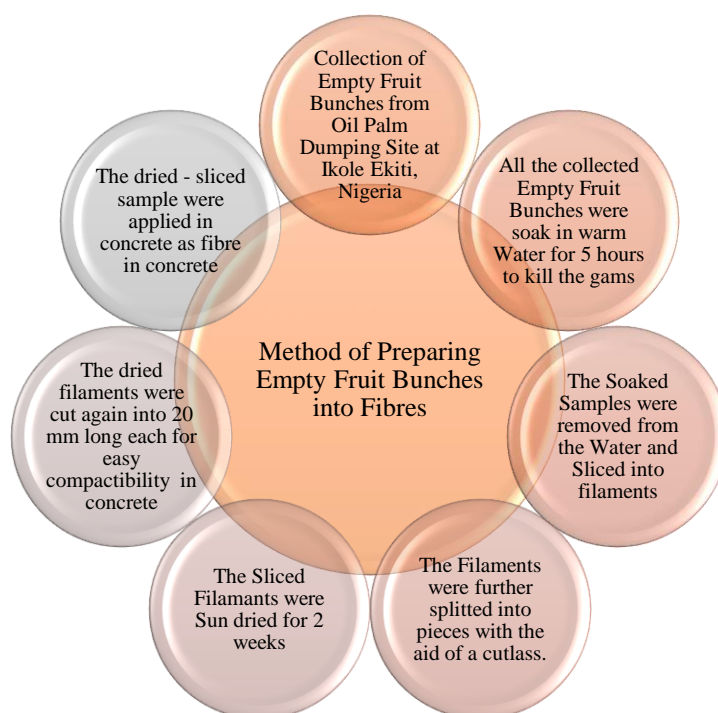 Collection of
Empty Fruit
Bunches from
Oil Palm
Dumping Site at
Ikole Ekiti,
Nigeria
All the collected
Empty Fruit
Bunches were
soak in warm
Water for 5 hours
to kill the gams
The Soaked
Samples were
removed from
the Water and
Sliced into
filaments
The Filaments
were further
splitted into
pieces with the
aid of a cutlass.
The Sliced
Filamants were
Sun dried for 2
weeks
The dried
filaments were
cut again into 20
mm long each for
easy
compactibility in
concrete
The dried - sliced
sample were
applied in
concrete as fibre
in concrete
Method of Preparing
Empty Fruit Bunches
into Fibres